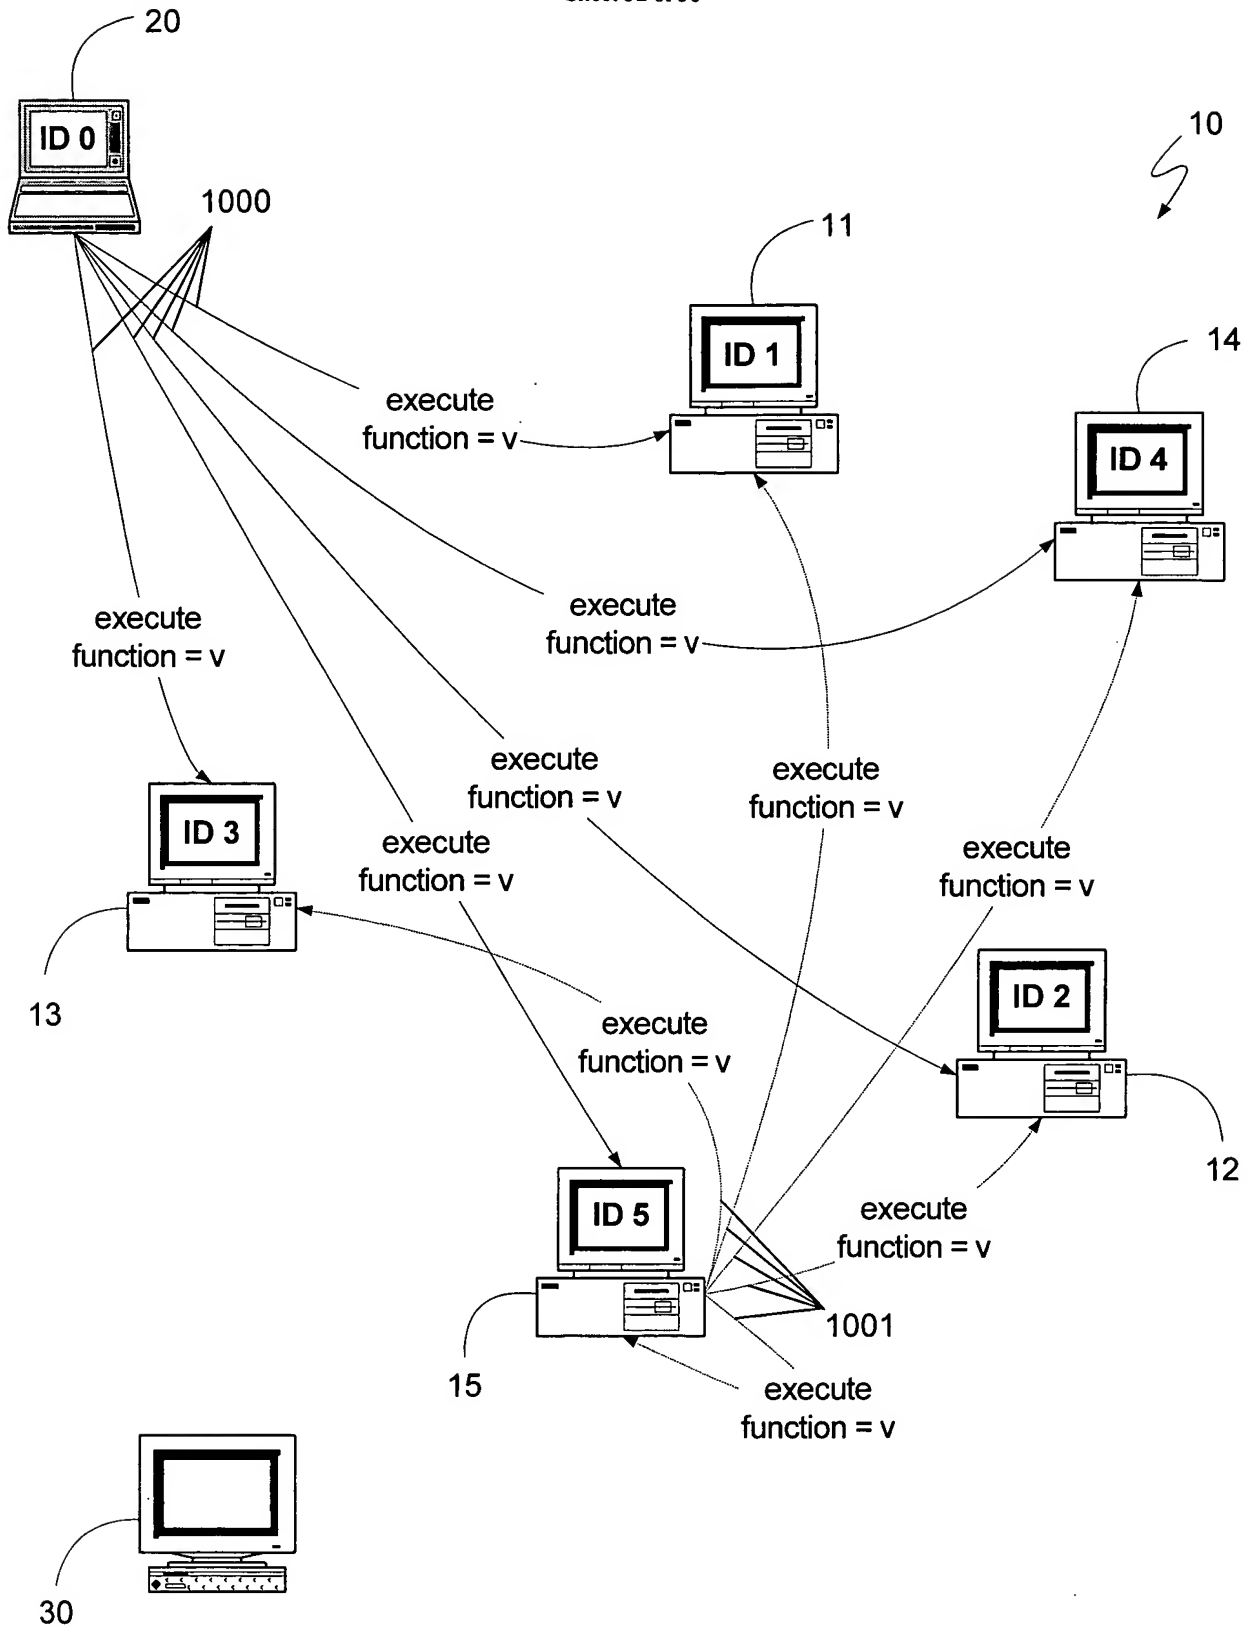 20
ID 0
10
1000
11
ID 1
14
ID 4
execute
function = v
execute
function = v
execute
function = v
execute
function = v
execute
function = v
execute
function = v
execute
function = v
ID 3
13
ID 2
12
execute
function = v
ID 5
execute
function = v
1001
15
execute
function = v
30